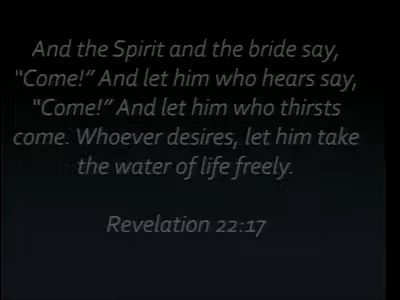 And the Spirit and the bride say,
"Come!" And let him who hears say,
"Come!" And let him who thirsts
come. Whoever desires, let him take
the water of life freely.
Revelation 22:17